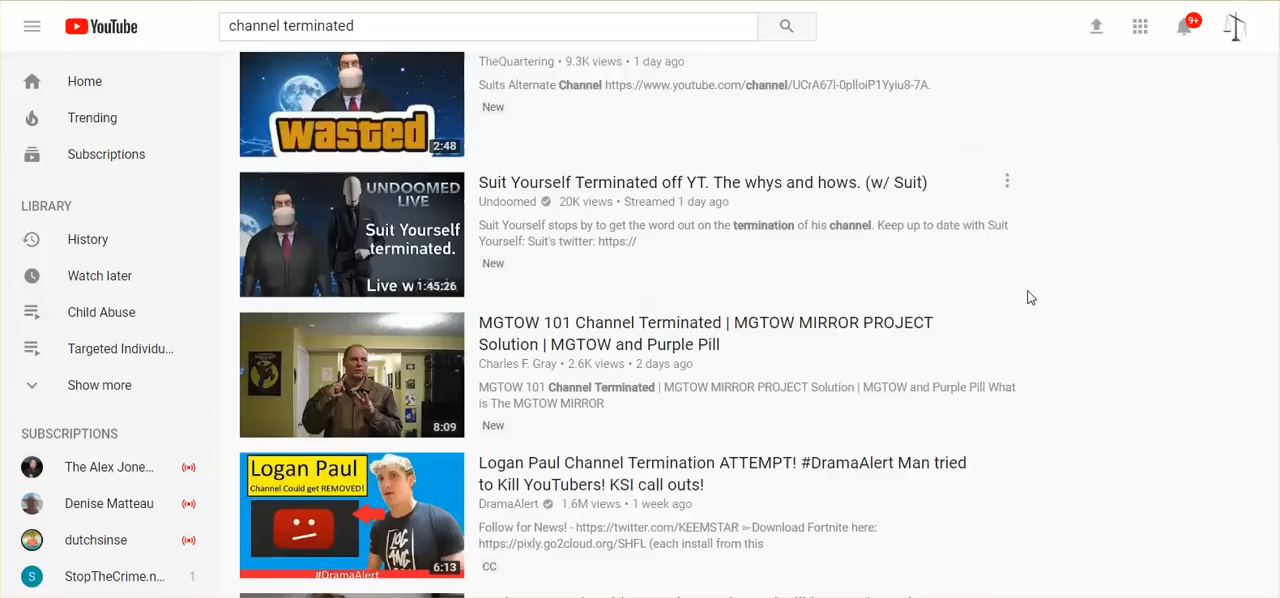 YouTube
channel terminated
9+
Home
Trending
Subscriptions
LIBRARY
History
Watch later
Child Abuse
Targeted Individu...
Show more
SUBSCRIPTIONS
The Alex Jone...
Denise Matteau
dutchsinse
S StopTheCrime.n... 1
wasted
2:48
TheQuartering • 9.3K views • 1 day ago
Suits Alternate Channel https://www.youtube.com/channel/UCrA67l-0plloiP1Yyiu8-7A.
New
UNDOOMED
LIVE
Suit Yourself
terminated.
Live w
1:45:26
Suit Yourself Terminated off YT. The whys and hows. (w/ Suit)
Undoomed 20K views • Streamed 1 day ago
Suit Yourself stops by to get the word out on the termination of his channel. Keep up to date with Suit
Yourself: Suit's twitter: https://
New
8:09
MGTOW 101 Channel Terminated | MGTOW MIRROR PROJECT
Solution | MGTOW and Purple Pill
Charles F. Gray • 2.6K views • 2 days ago
MGTOW 101 Channel Terminated | MGTOW MIRROR PROJECT Solution | MGTOW and Purple Pill What
is The MGTOW MIRROR
New
Logan Paul
Channel Could get REMOVED!
#DramaAlert
6:13
Logan Paul Channel Termination ATTEMPT! #DramaAlert Man tried
to Kill YouTubers! KSI call outs!
DramaAlert 1.6M views • 1 week ago
Follow for News! - https://twitter.com/KEEMSTAR ➣Download Fortnite here:
https://pixly.go2cloud.org/SHFL (each install from this
CC